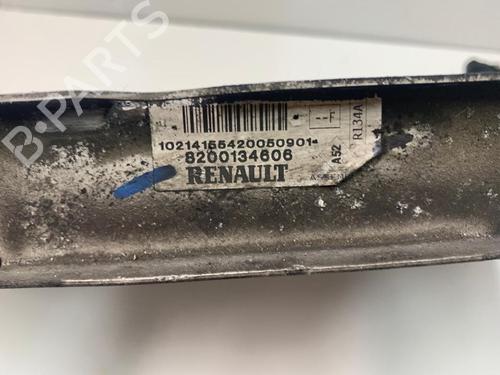 B-PARTS
--F
R134A
10214155420050901-
8200134606
A52
RENAULT